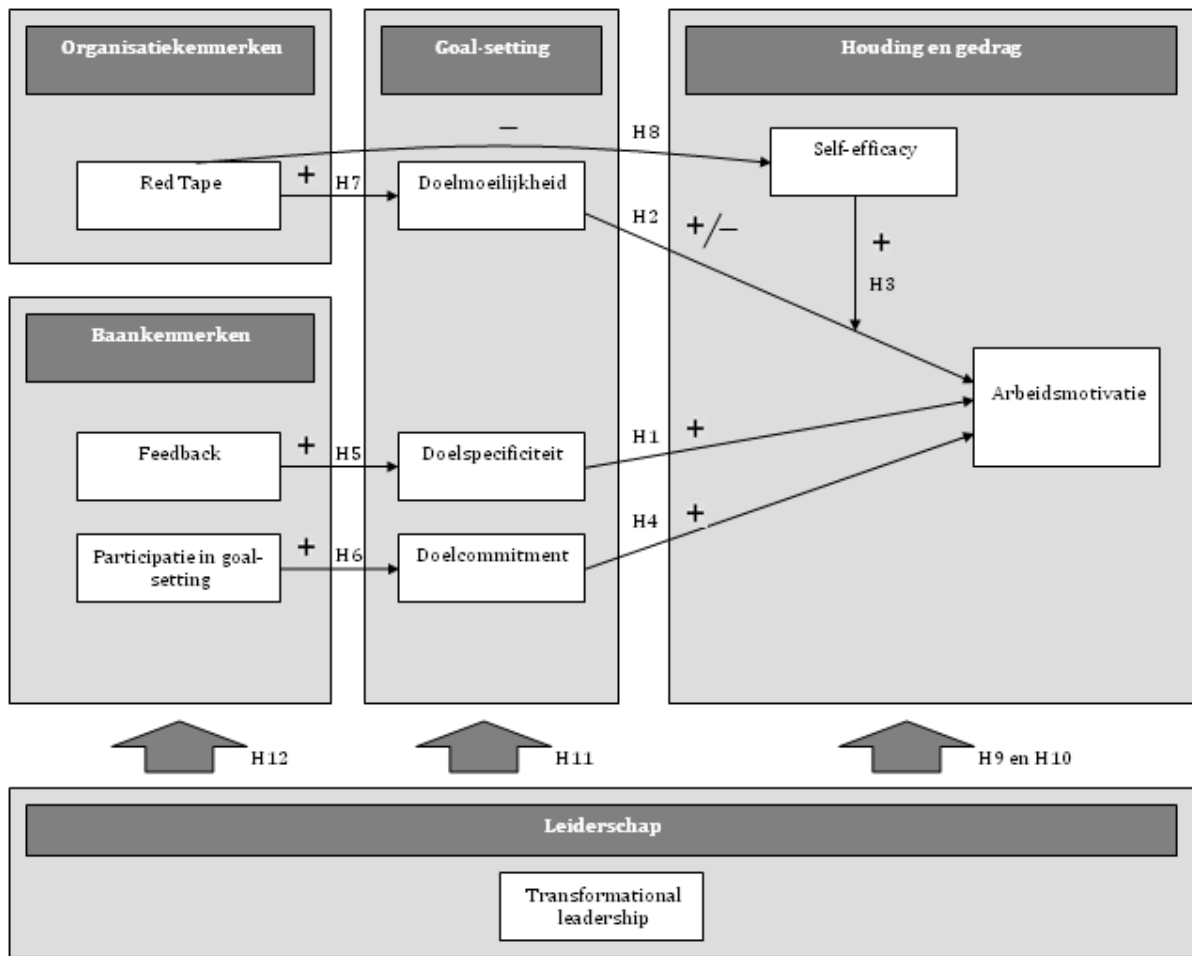 Organisatiekenmerken
Goal-setting
Houding en gedrag
–
H8
Self-efficacy
Red Tape
+
H7
Doelmoeilijkheid
H2
+/–
+
H3
Baankenmerken
Arbeidsmotivatie
Feedback
+
H5
Doelspecificiteit
H1
+
Participatie in goal-
setting
+
H6
Doelcommitment
H4
+
H12
H11
H9 en H10
Leiderschap
Transformational
leadership